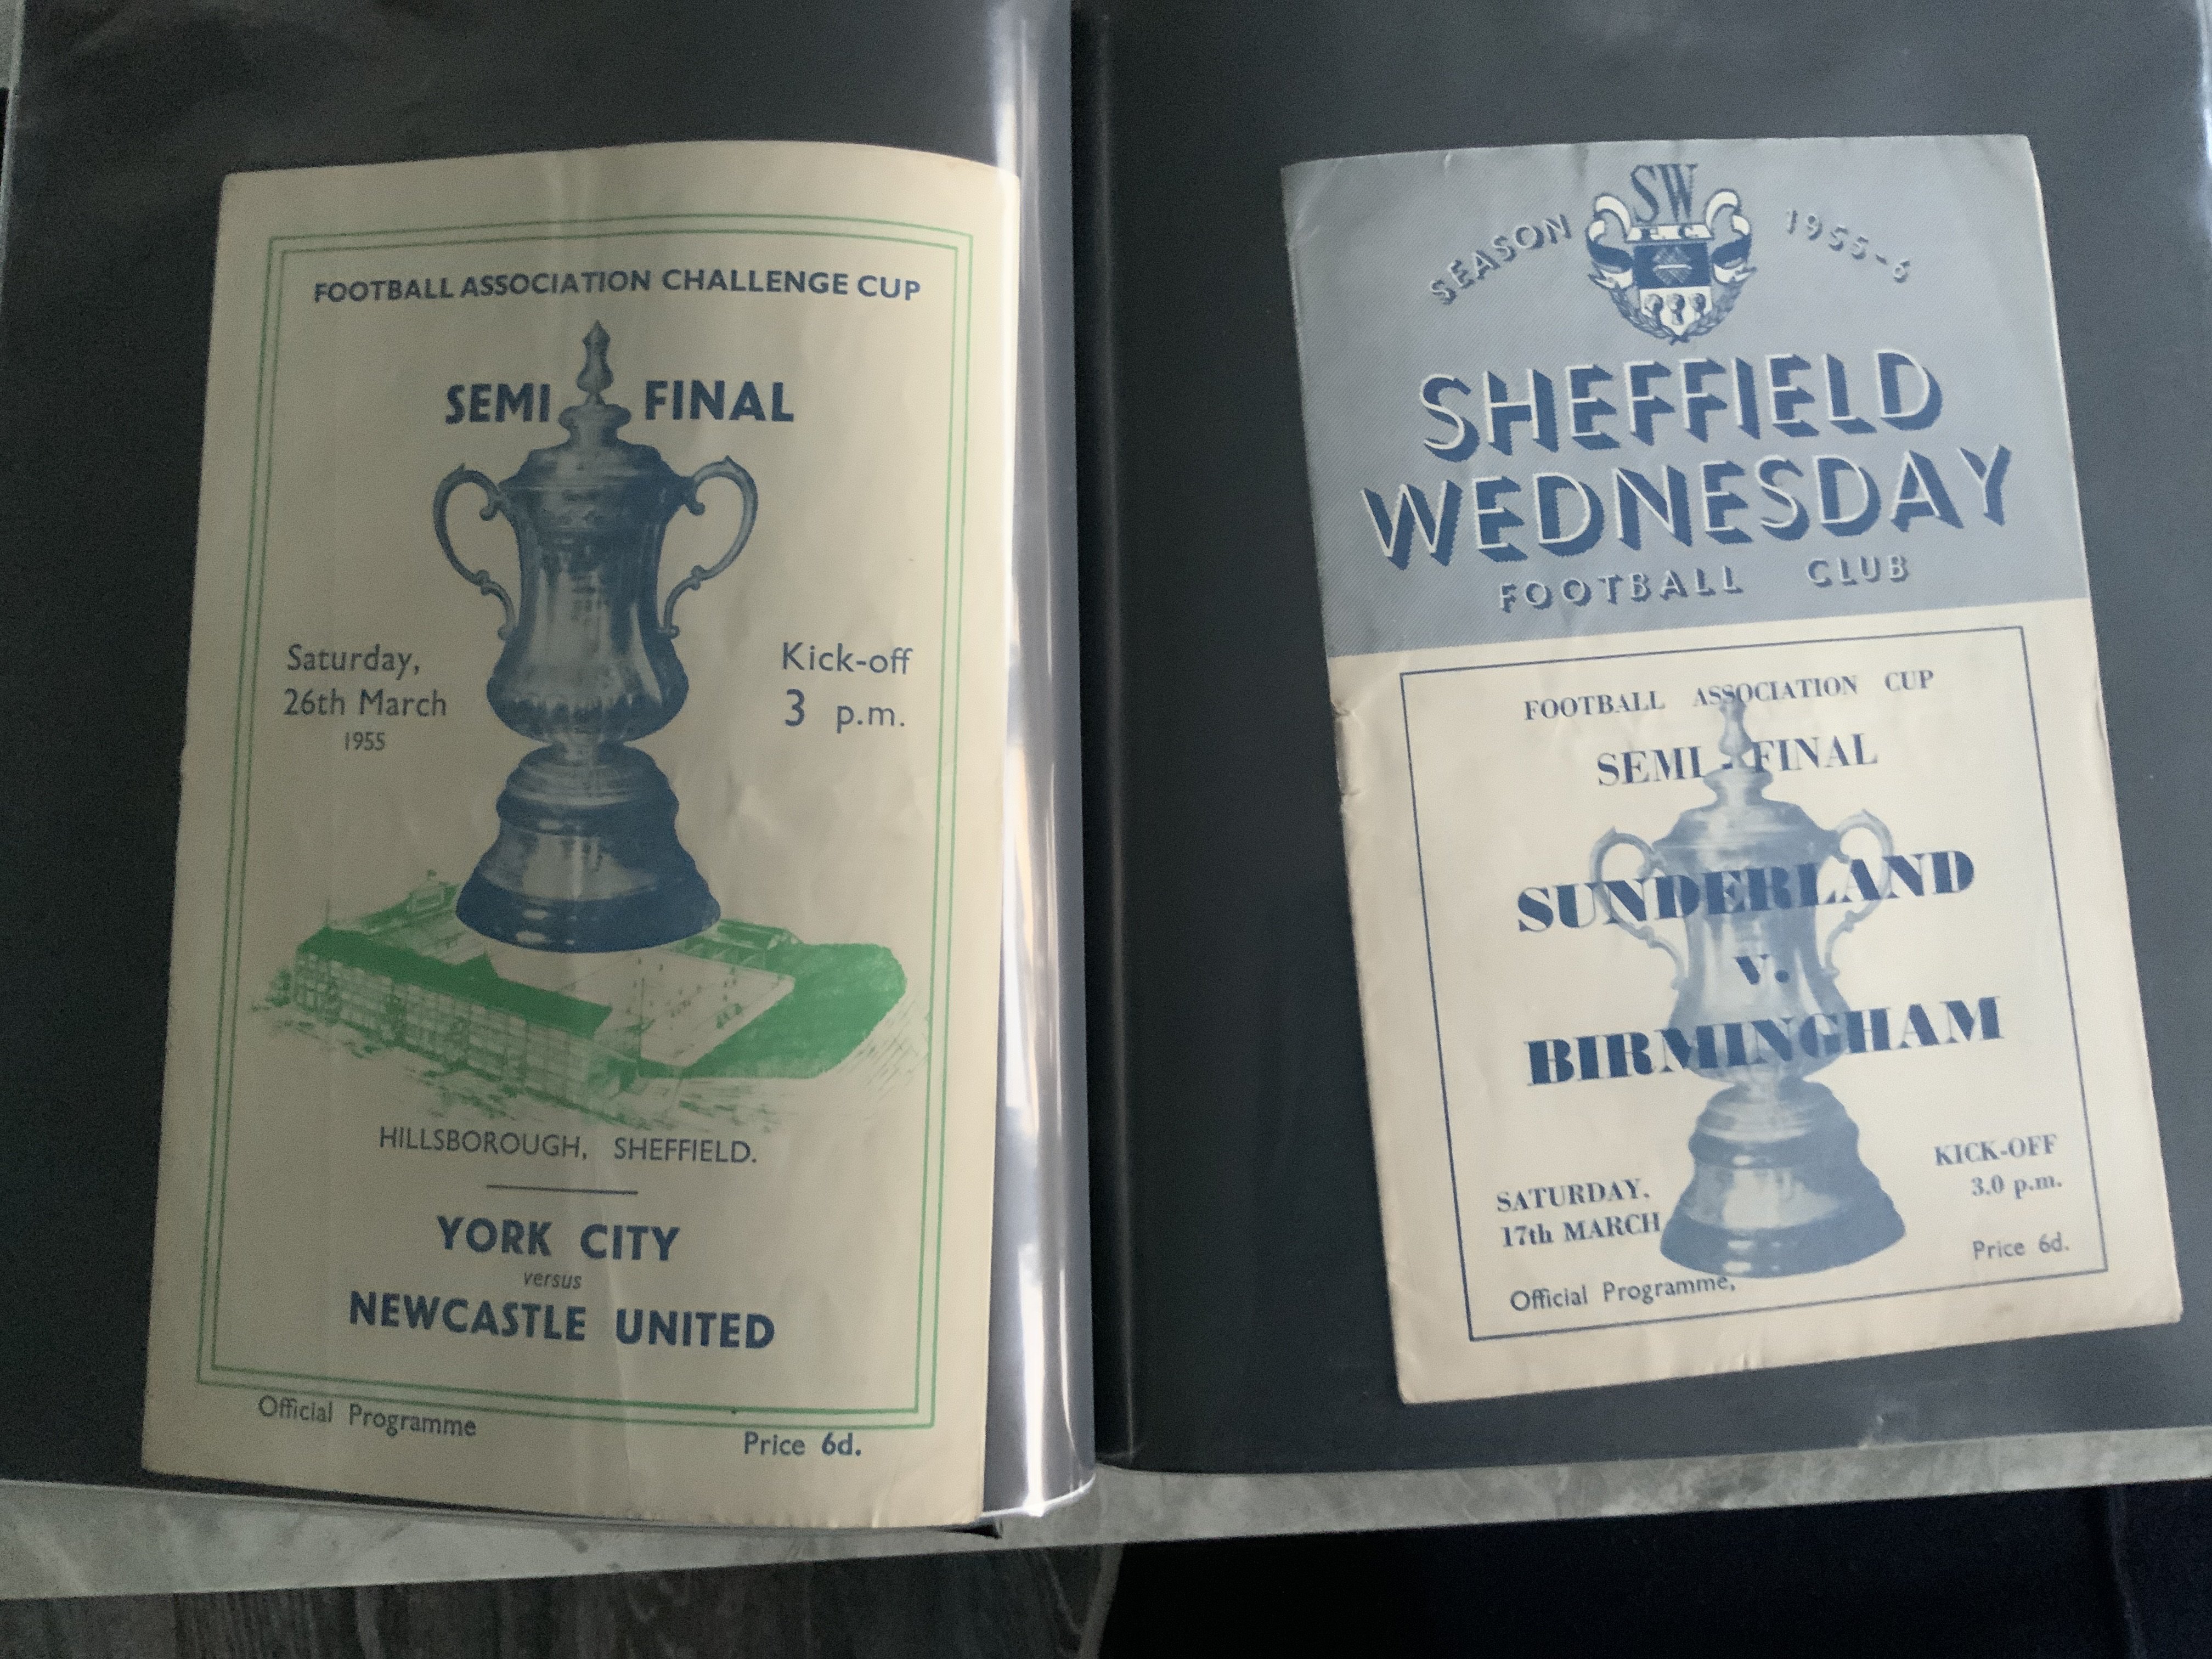 FOOTBALL ASSOCIATION CHALLENGE CUP
SEMI FINAL
Saturday,
26th March
1955
Kick-off
3 p.m.
HILLSBOROUGH, SHEFFIELD.
YORK CITY
versus
NEWCASTLE UNITED
Official Programme
Price 6d.
SW
F.C.
SEASON 1955-6
SHEFFIELD
WEDNESDAY
FOOTBALL CLUB
FOOTBALL ASSOCIATION CUP
SEMI-FINAL
SUNDERLAND
v.
BIRMINGHAM
SATURDAY,
17th MARCH
KICK-OFF
3.0 p.m.
Official Programme,
Price 6d.